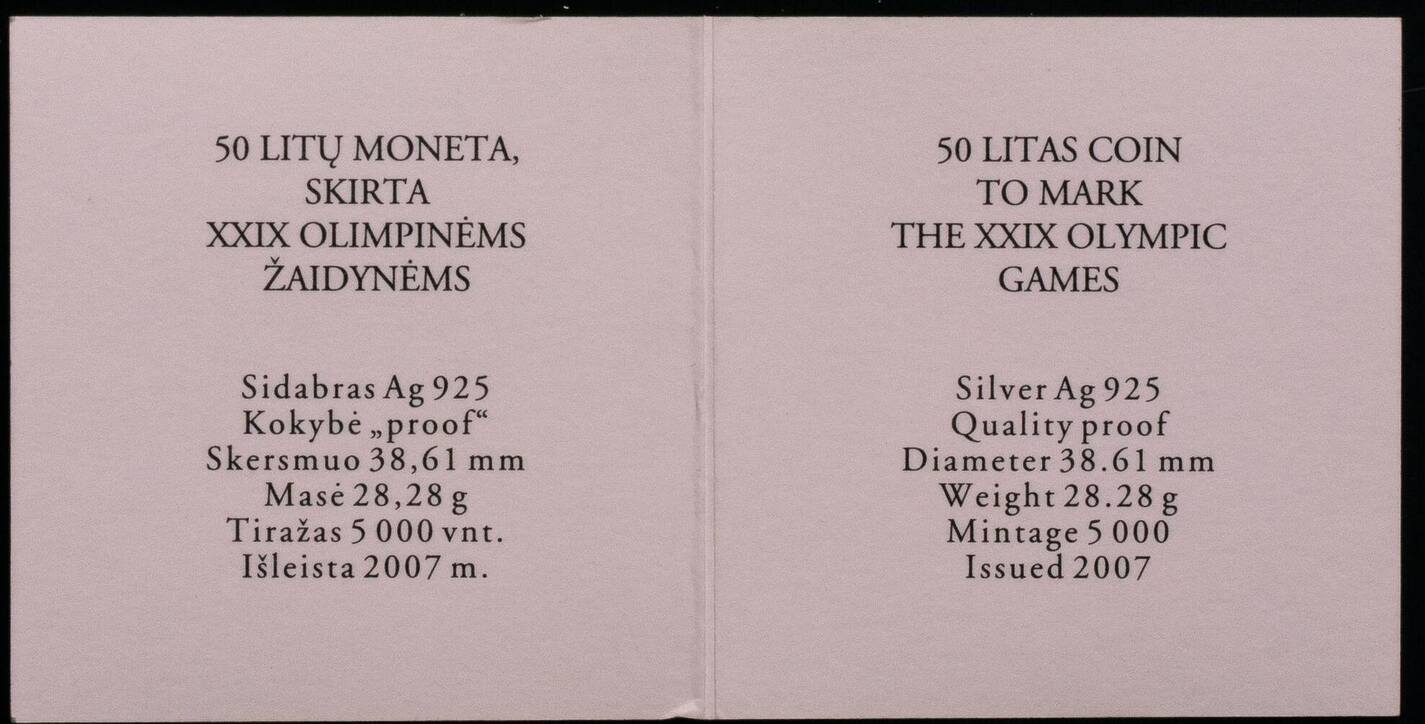 50 LITŲ MONETA,
SKIRTA
XXIX OLIMPINĖMS
ŽAIDYNĖMS
Sidabras Ag 925
Kokybė „proof“
Skersmuo 38,61 mm
Masė 28,28 g
Tiražas 5 000 vnt.
Išleista 2007 m.
50 LITAS COIN
TO MARK
THE XXIX OLYMPIC
GAMES
Silver Ag 925
Quality proof
Diameter 38.61 mm
Weight 28.28 g
Mintage 5 000
Issued 2007